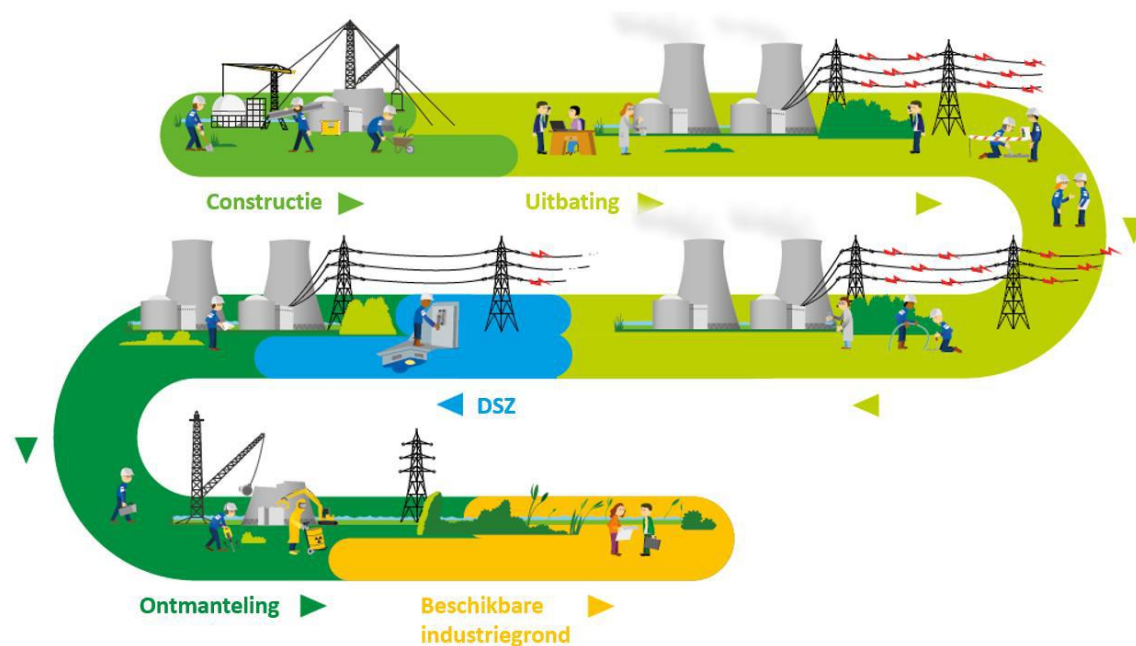 Constructie
Uitbating
DSZ
Ontmanteling
Beschikbare
industriegrond